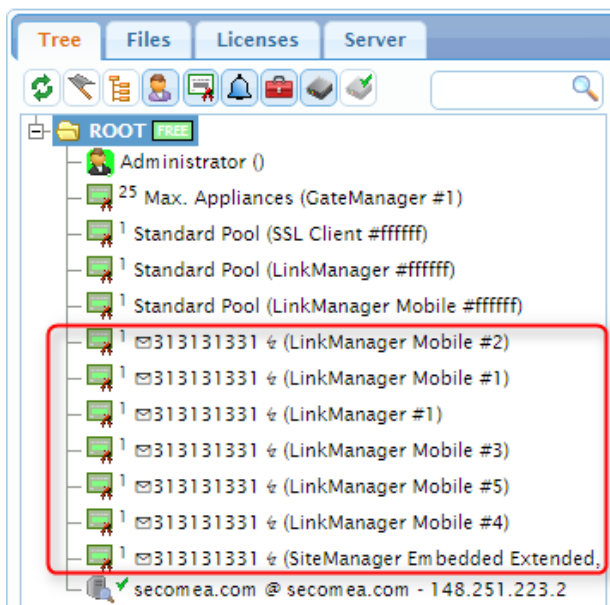 Tree Files Licenses Server
ROOT FREE
Administrator ()
25 Max. Appliances (GateManager #1)
1 Standard Pool (SSL Client #ffffff)
1 Standard Pool (LinkManager #ffffff)
1 Standard Pool (LinkManager Mobile #ffffff)
1 313131331 (LinkManager Mobile #2)
1 313131331 (LinkManager Mobile #1)
1 313131331 (LinkManager #1)
1 313131331 (LinkManager Mobile #3)
1 313131331 (LinkManager Mobile #5)
1 313131331 (LinkManager Mobile #4)
1 313131331 (SiteManager Embedded Extended,
secomea.com @ secomea.com - 148.251.223.2